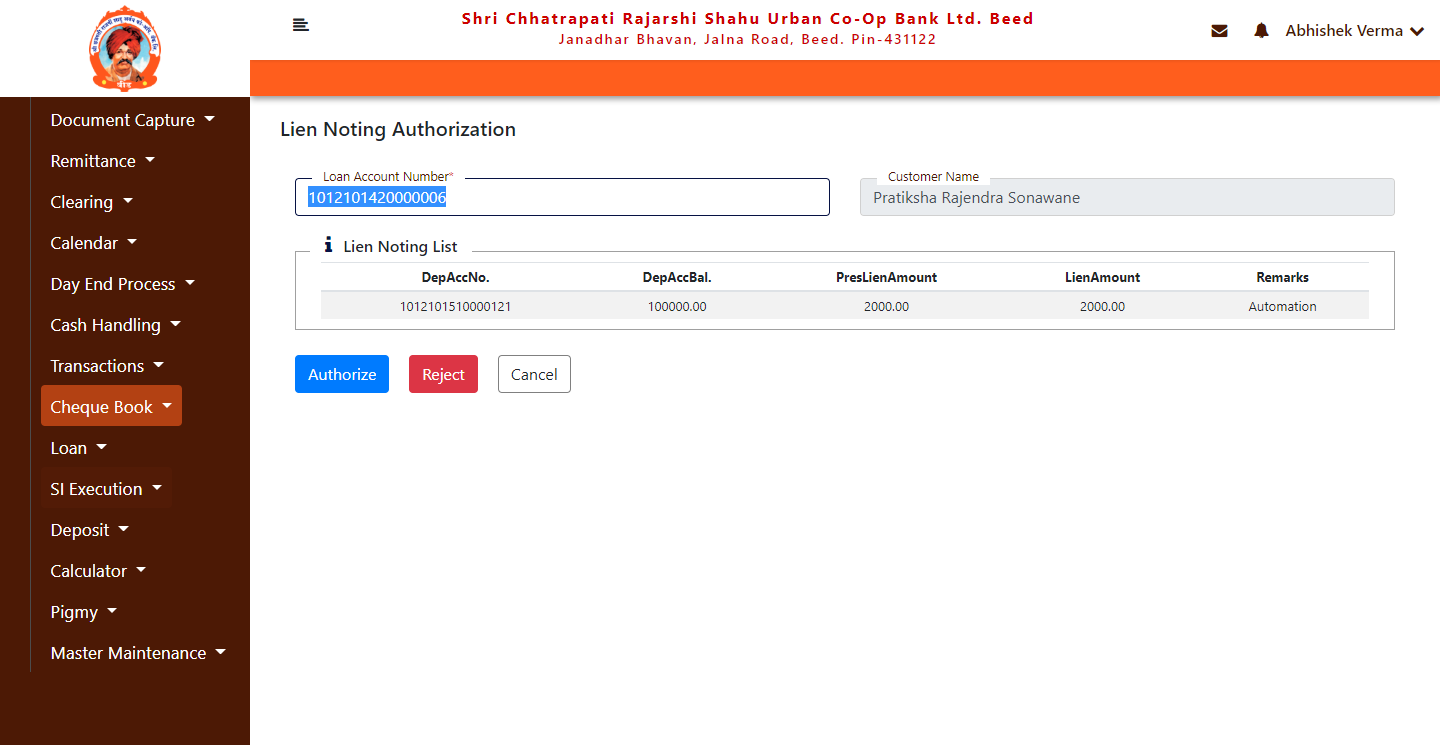 Shri Chhatrapati Rajarshi Shahu Urban Co-Op Bank Ltd. Beed
Janadhar Bhavan, Jalna Road, Beed. Pin-431122
Abhishek Verma
बीड
Document Capture
Remittance
Clearing
Calendar
Day End Process
Cash Handling
Transactions
Cheque Book
Loan
SI Execution
Deposit
Calculator
Pigmy
Master Maintenance
Lien Noting Authorization
Loan Account Number*
1012101420000006
Customer Name
Pratiksha Rajendra Sonawane
Lien Noting List
DepAccNo. DepAccBal. PresLienAmount LienAmount Remarks
1012101510000121 100000.00 2000.00 2000.00 Automation
Authorize Reject Cancel